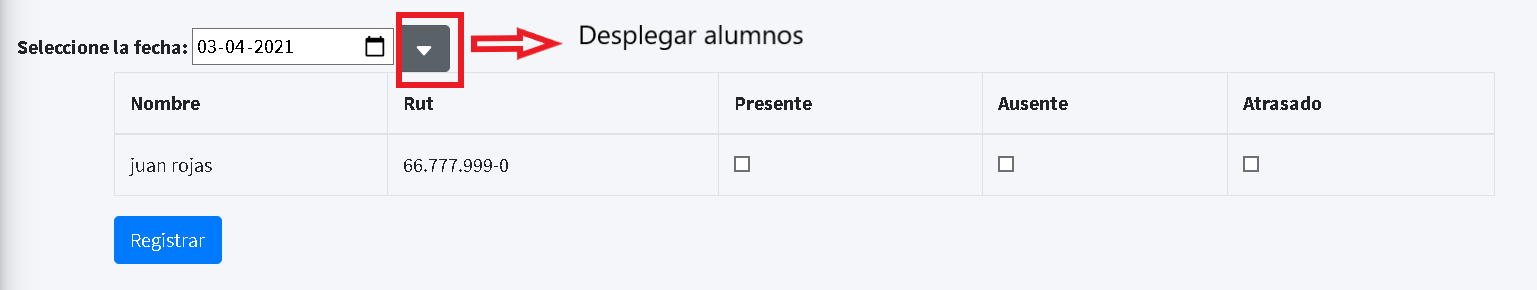 Seleccione la fecha: 03-04-2021 Desplegar alumnos
Nombre Rut Presente Ausente Atrasado
juan rojas 66.777.999-0
Registrar